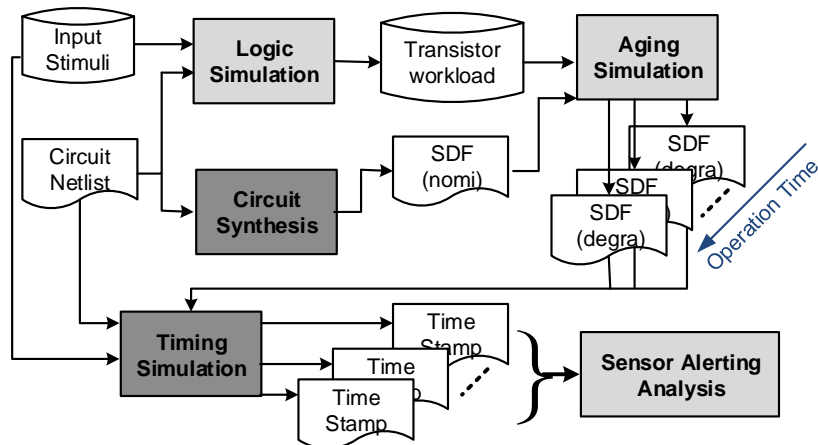 Input
Stimuli
Logic
Simulation
Transistor
workload
Aging
Simulation
Circuit
Netlist
Circuit
Synthesis
SDF
(nomi)
SDF
(degra)
SDF
SDF
(degra)
Operation Time
Timing
Simulation
Time
Stamp
Time
Time
Stamp
Sensor Alerting
Analysis